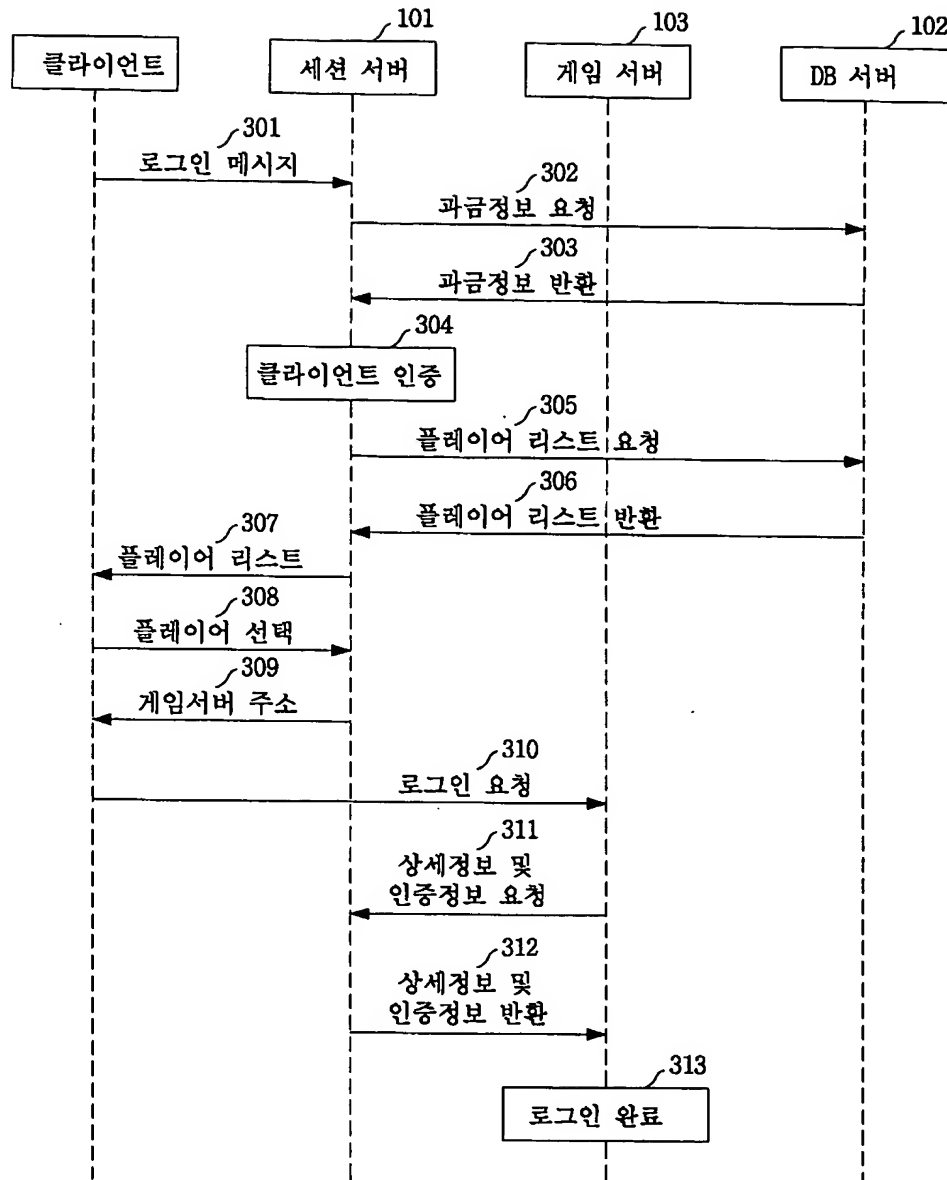 101
103
102
클라이언트
세션 서버
게임 서버
DB 서버
301
로그인 메시지
302
과금정보 요청
303
과금정보 반환
304
클라이언트 인증
305
플레이어 리스트 요청
306
플레이어 리스트 반환
307
플레이어 리스트
308
플레이어 선택
309
게임서버 주소
310
로그인 요청
311
상세정보 및
인증정보 요청
312
상세정보 및
인증정보 반환
313
로그인 완료